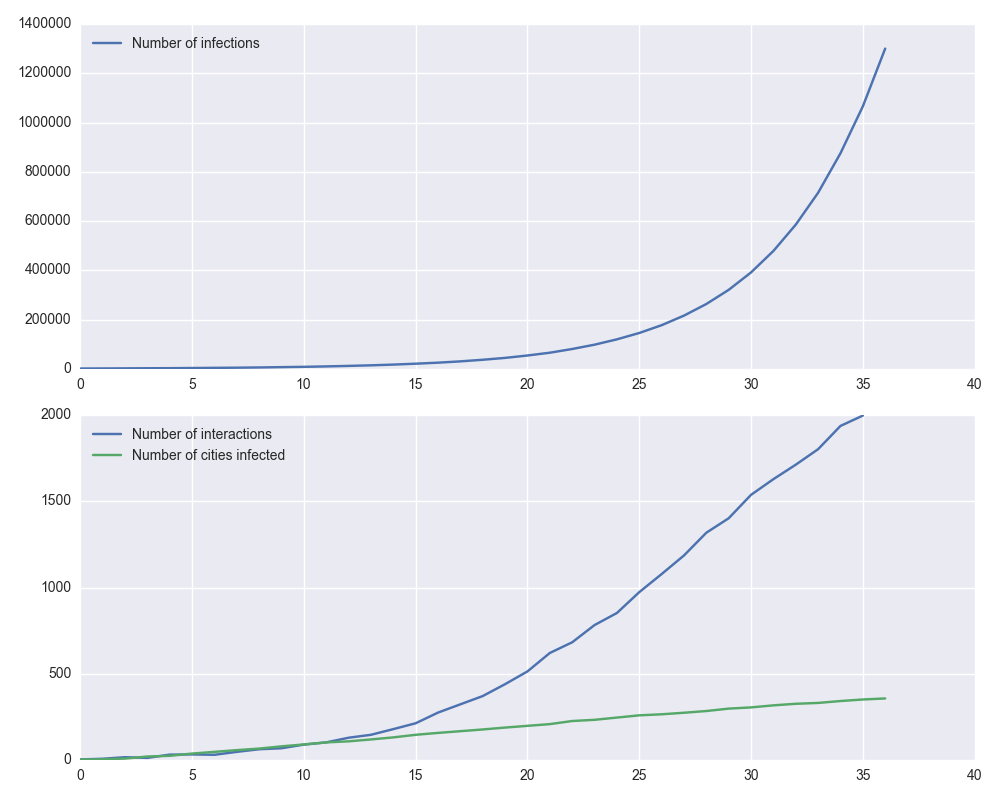 1400000
Number of infections
1200000
1000000
800000
600000
400000
200000
0
0 5 10 15 20 25 30 35 40
2000
Number of interactions
Number of cities infected
1500
1000
500
0
0 5 10 15 20 25 30 35 40